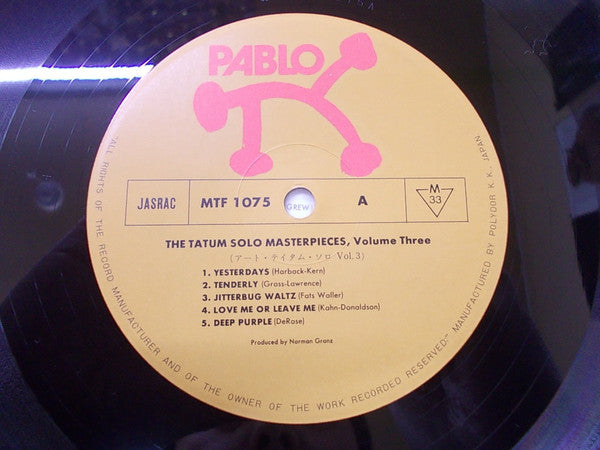 PABLO
JASRAC
MTF 1075
GREW
A
M
33
THE TATUM SOLO MASTERPIECES, Volume Three
(アート・テイタム・ソロ Vol.3)
1. YESTERDAYS (Harback-Kern)
2. TENDERLY (Gross-Lawrence)
3. JITTERBUG WALTZ (Fats Waller)
4. LOVE ME OR LEAVE ME (Kahn-Donaldson)
5. DEEP PURPLE (DeRose)
Produced by Norman Granz
"ALL RIGHTS OF THE RECORD MANUFACTURER AND OF THE OWNER OF THE WORK RECORDED RESERVED" MANUFACTURED BY POLYDOR K.K. JAPAN.